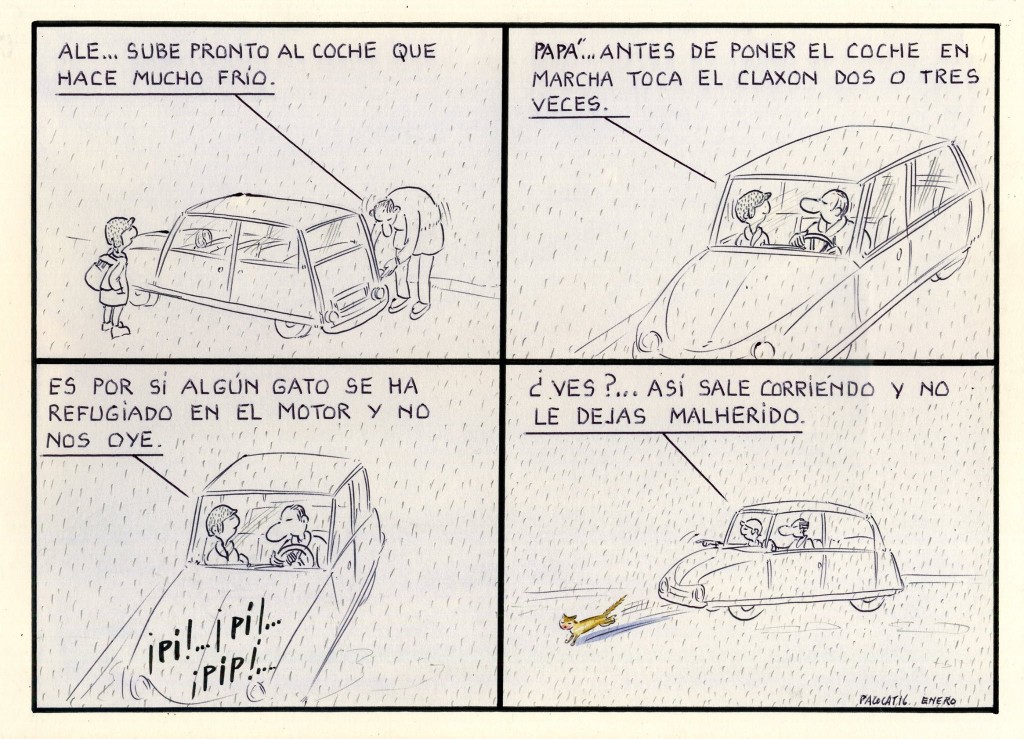 ALE... SUBE PRONTO AL COCHE QUE
HACE MUCHO FRÍO.
PAPÁ"...ANTES DE PONER EL COCHE EN
MARCHA TOCA EL CLAXON DOS O TRES
VECES.
ES POR SÍ ALGÚN GATO SE HA
REFUGIADO EN EL MOTOR Y NO
NOS OYE.
¡PI!...¡PI!...
¡PIP!...
¿VES?... ASÍ SALE CORRIENDO Y NO
LE DEJAS MALHERIDO.
PACOCAT16. ENERO